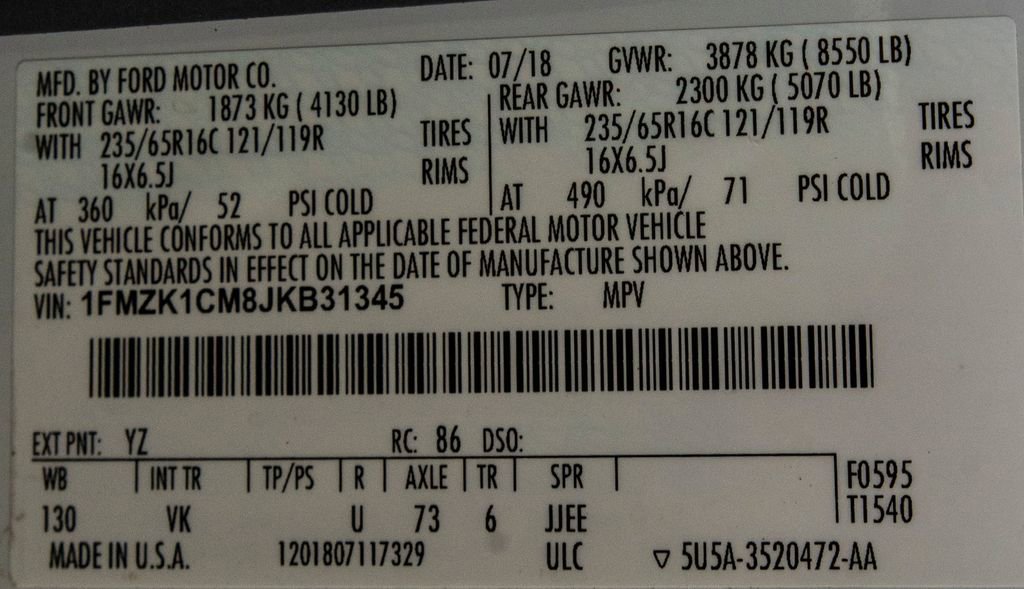 MFD. BY FORD MOTOR CO. DATE: 07/18 GVWR: 3878 KG ( 8550 LB)
FRONT GAWR: 1873 KG ( 4130 LB) REAR GAWR: 2300 KG ( 5070 LB)
WITH 235/65R16C 121/119R TIRES WITH 235/65R16C 121/119R TIRES
16X6.5J RIMS 16X6.5J RIMS
AT 360 kPa/ 52 PSI COLD AT 490 kPa/ 71 PSI COLD
THIS VEHICLE CONFORMS TO ALL APPLICABLE FEDERAL MOTOR VEHICLE
SAFETY STANDARDS IN EFFECT ON THE DATE OF MANUFACTURE SHOWN ABOVE.
VIN: 1FMZK1CM8JKB31345 TYPE: MPV
EXT PNT: YZ RC: 86 DSO:
WB INT TR TP/PS R AXLE TR SPR F0595
130 VK U 73 6 JJEE T1540
MADE IN U.S.A. 1201807117329 ULC ▽ 5U5A-3520472-AA